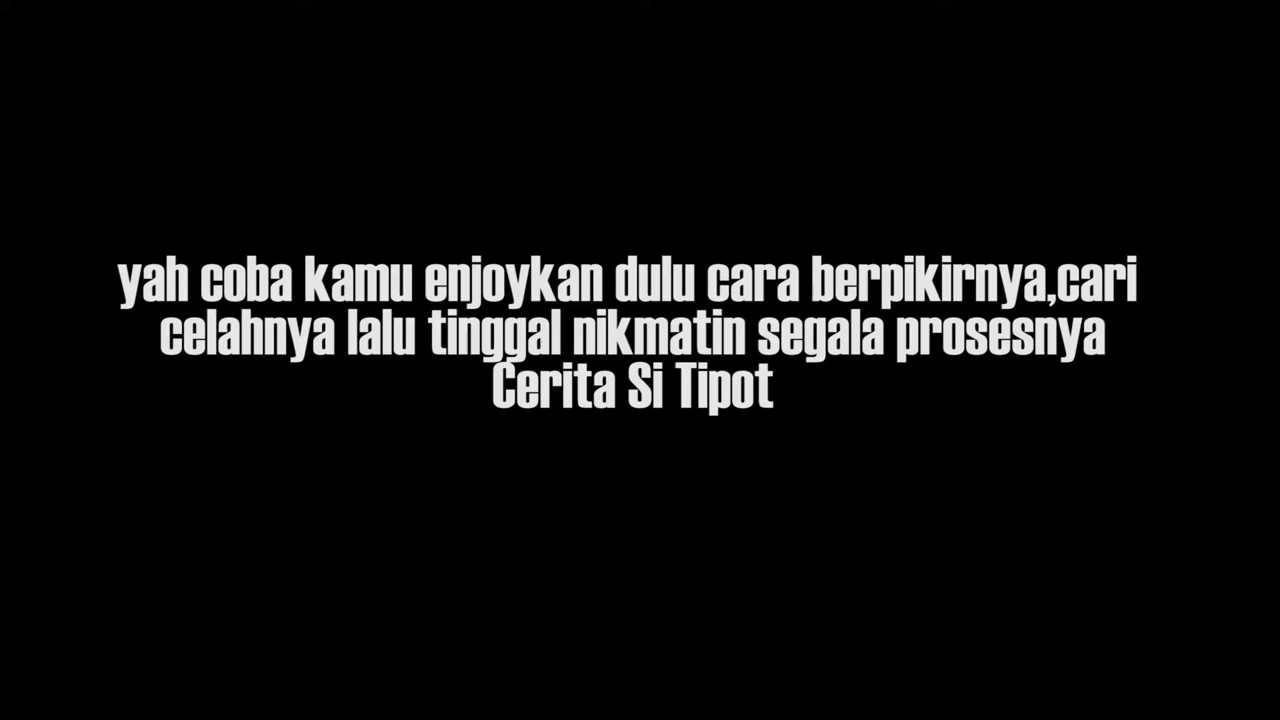 yah coba kamu enjoykan dulu cara berpikirnya,cari
celahnya lalu tinggal nikmatin segala prosesnya
Cerita Si Tipot